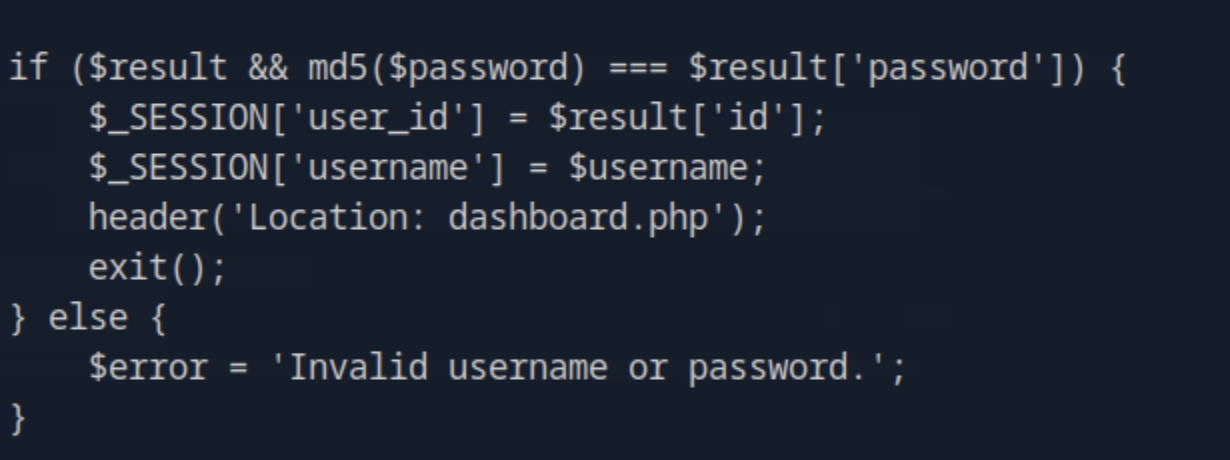 if ($result && md5($password) === $result['password']) {
    $_SESSION['user_id'] = $result['id'];
    $_SESSION['username'] = $username;
    header('Location: dashboard.php');
    exit();
} else {
    $error = 'Invalid username or password.';
}